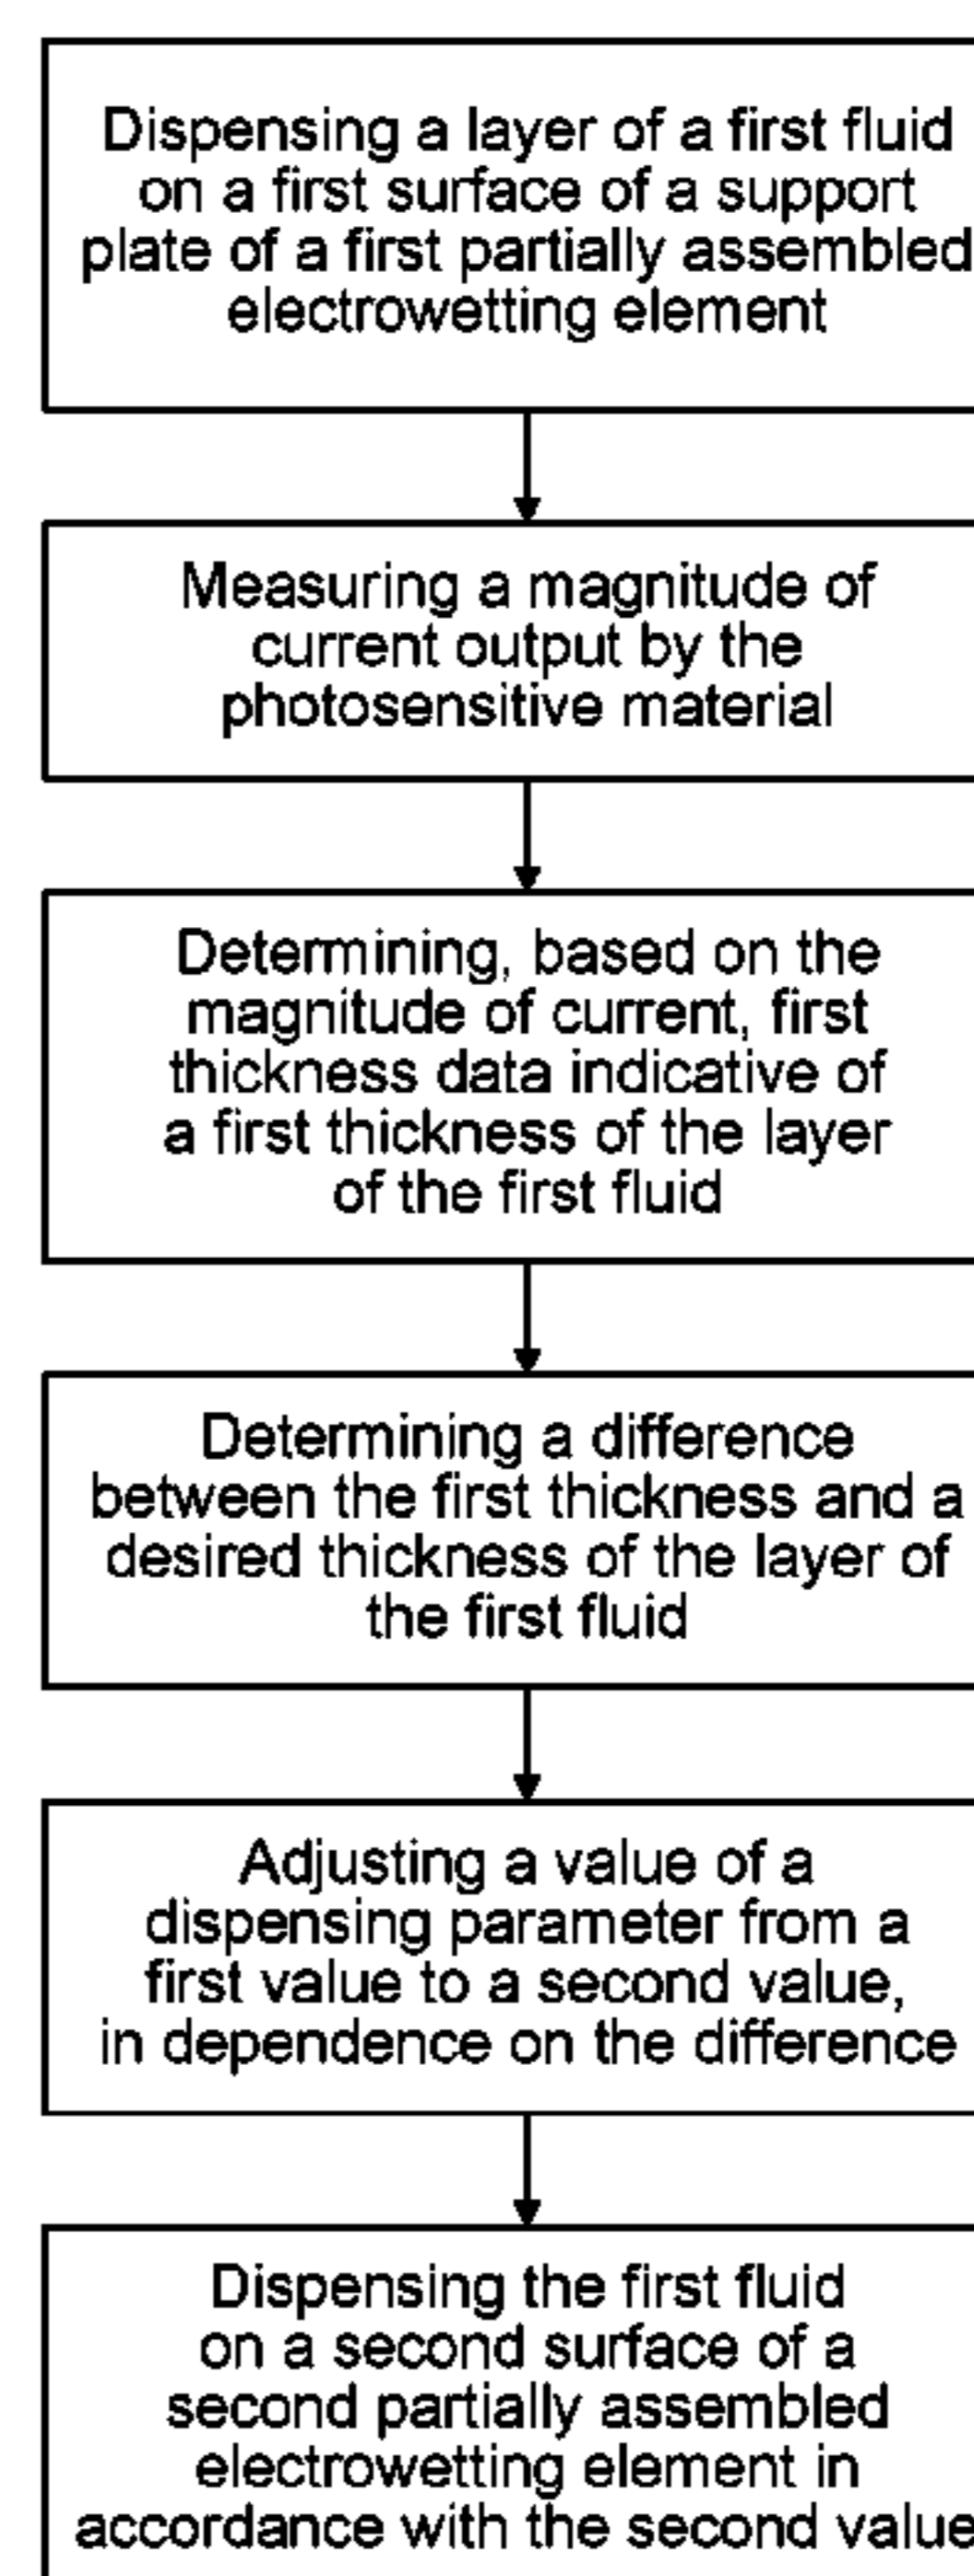 Dispensing a layer of a first fluid
on a first surface of a support
plate of a first partially assembled
electrowetting element
Measuring a magnitude of
current output by the
photosensitive material
Determining, based on the
magnitude of current, first
thickness data indicative of
a first thickness of the layer
of the first fluid
Determining a difference
between the first thickness and a
desired thickness of the layer of
the first fluid
Adjusting a value of a
dispensing parameter from a
first value to a second value,
in dependence on the difference
Dispensing the first fluid
on a second surface of a
second partially assembled
electrowetting element in
accordance with the second value